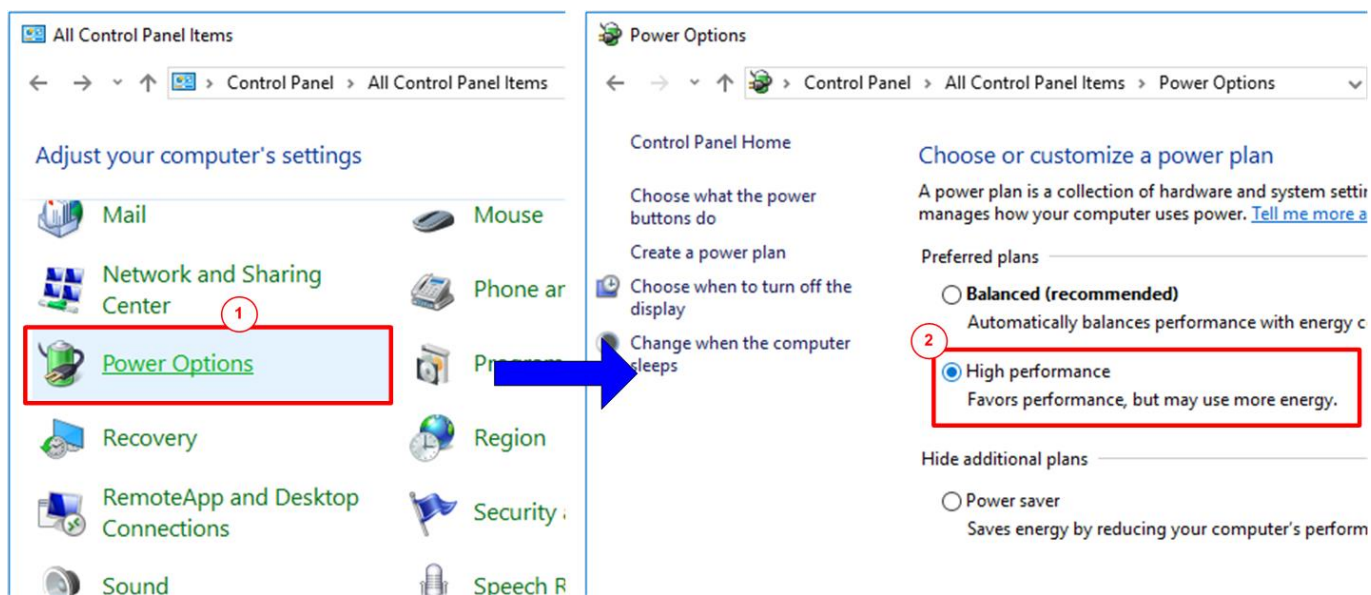 All Control Panel Items
Control Panel > All Control Panel Items
Adjust your computer's settings
Mail
Mouse
Network and Sharing
Center
Phone an
1
Power Options
Recovery
Region
RemoteApp and Desktop
Connections
Security
Sound
Speech R
Power Options
Control Panel > All Control Panel Items > Power Options
Control Panel Home
Choose what the power
buttons do
Create a power plan
Choose when to turn off the
display
Change when the computer
sleeps
Choose or customize a power plan
A power plan is a collection of hardware and system
manages how your computer uses power. Tell me more a
Preferred plans
Balanced (recommended)
Automatically balances performance with energy c
2
High performance
Favors performance, but may use more energy.
Hide additional plans
Power saver
Saves energy by reducing your computer's perform